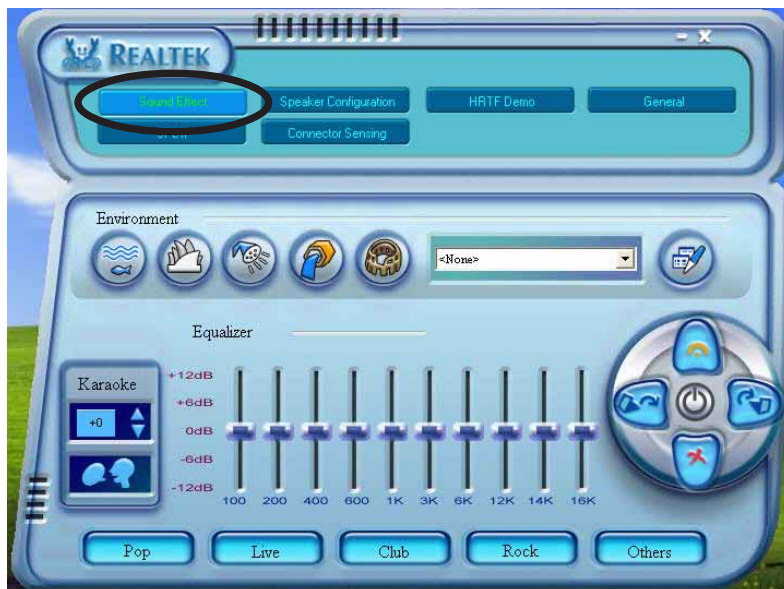 REALTEK
- X
Sound Effect Speaker Configuration HRTF Demo General
Connector Sensing
Environment
<None>
Equalizer
Karaoke
+0
+12dB
+6dB
0dB
-6dB
-12dB
100 200 400 600 1K 3K 6K 12K 14K 16K
Pop Live Club Rock Others